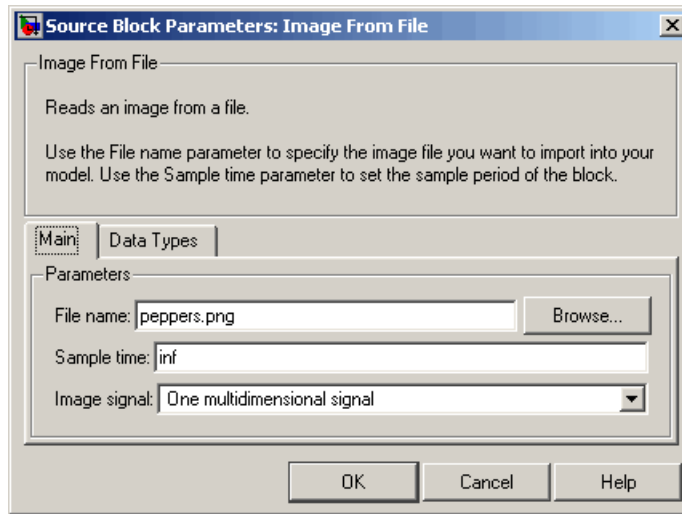 Source Block Parameters: Image From File
Image From File
Reads an image from a file.
Use the File name parameter to specify the image file you want to import into your
model. Use the Sample time parameter to set the sample period of the block.
Main Data Types
Parameters
File name: peppers.png Browse...
Sample time: inf
Image signal: One multidimensional signal
OK Cancel Help